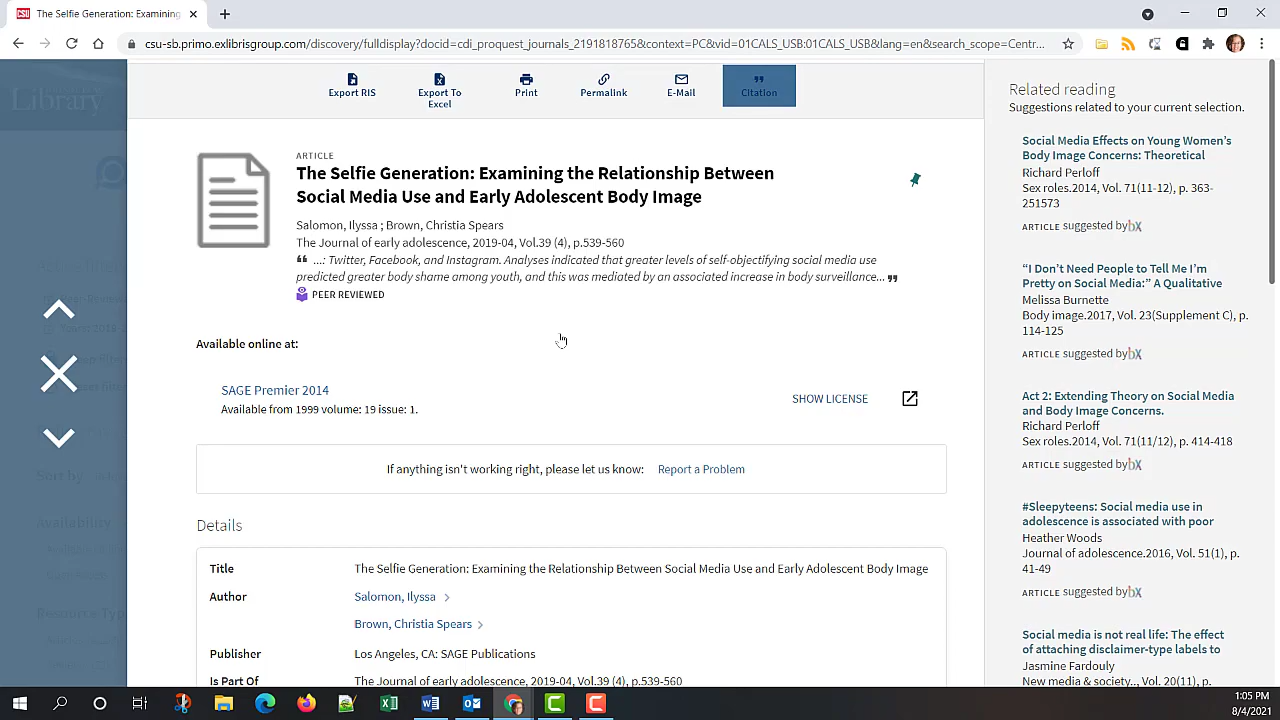 The Selfie Generation: Examining
csu-sb.primo.exlibrisgroup.com/discovery/fulldisplay?docid=cdi_proquest_journals_2191818765&context=PC&vid=01CALS_USB:01CALS_USB&lang=en&search_scope=Centr...
Library
Export RIS
Export To
Excel
Print
Permalink
E-Mail
Citation
ARTICLE
The Selfie Generation: Examining the Relationship Between
Social Media Use and Early Adolescent Body Image
Salomon, Ilyssa ; Brown, Christia Spears
The Journal of early adolescence, 2019-04, Vol.39 (4), p.539-560
...: Twitter, Facebook, and Instagram. Analyses indicated that greater levels of self-objectifying social media use
predicted greater body shame among youth, and this was mediated by an associated increase in body surveillance...
PEER REVIEWED
Available online at:
SAGE Premier 2014
Available from 1999 volume: 19 issue: 1.
SHOW LICENSE
If anything isn't working right, please let us know: Report a Problem
Details
Title The Selfie Generation: Examining the Relationship Between Social Media Use and Early Adolescent Body Image
Author Salomon, Ilyssa
Brown, Christia Spears
Publisher Los Angeles, CA: SAGE Publications
Is Part Of The Journal of early adolescence, 2019-04, Vol.39 (4), p.539-560
Sort by
Availability
Resource Typ
Related reading
Suggestions related to your current selection.
Social Media Effects on Young Women's
Body Image Concerns: Theoretical
Richard Perloff
Sex roles.2014, Vol. 71(11-12), p. 363-
251573
ARTICLE suggested by bX
"I Don't Need People to Tell Me I'm
Pretty on Social Media:" A Qualitative
Melissa Burnette
Body image.2017, Vol. 23(Supplement C), p.
114-125
ARTICLE suggested by bX
Act 2: Extending Theory on Social Media
and Body Image Concerns.
Richard Perloff
Sex roles.2014, Vol. 71(11/12), p. 414-418
ARTICLE suggested by bX
#Sleepyteens: Social media use in
adolescence is associated with poor
Heather Woods
Journal of adolescence.2016, Vol. 51(1), p.
41-49
ARTICLE suggested by bX
Social media is not real life: The effect
of attaching disclaimer-type labels to
Jasmine Fardouly
New media & society.., Vol. 20(11), p.
1:05 PM
8/4/2021